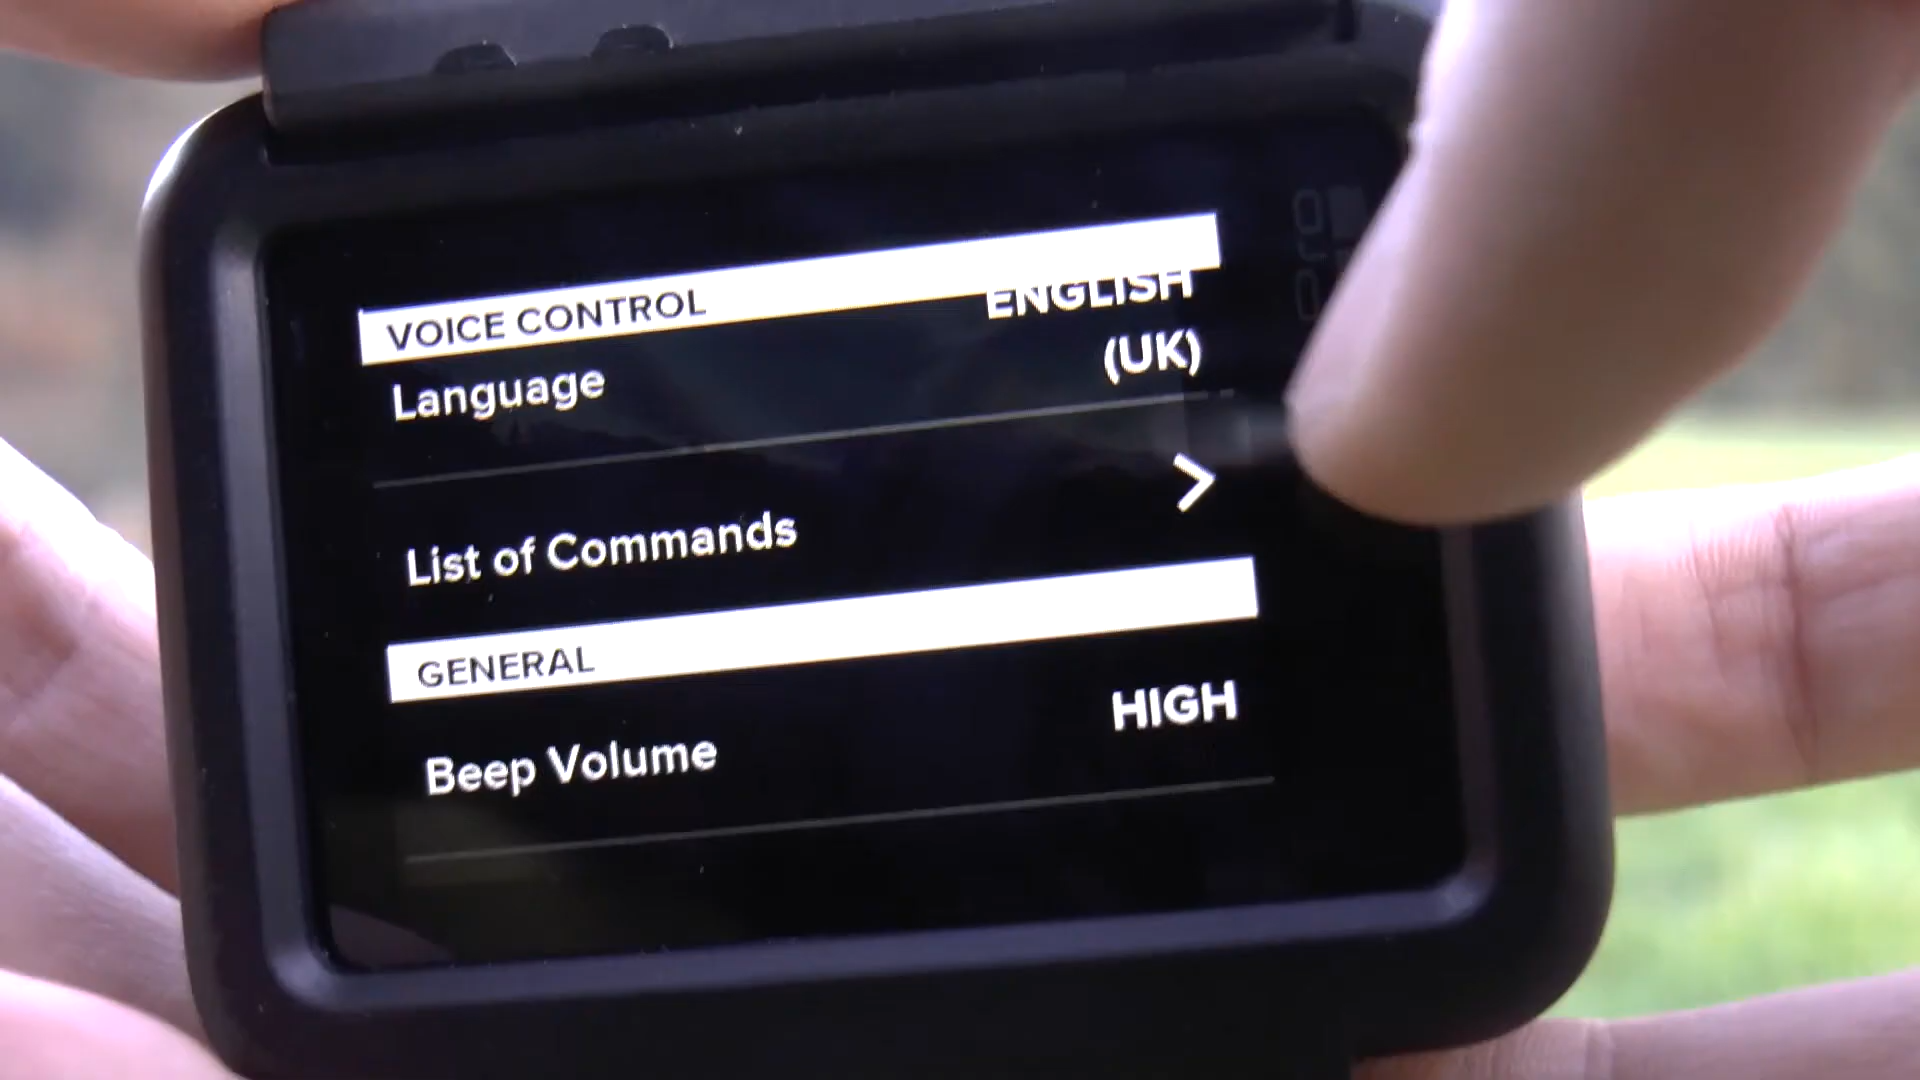 VOICE CONTROL
Language
ENGLISH
(UK)
List of Commands
>
GENERAL
Beep Volume
HIGH